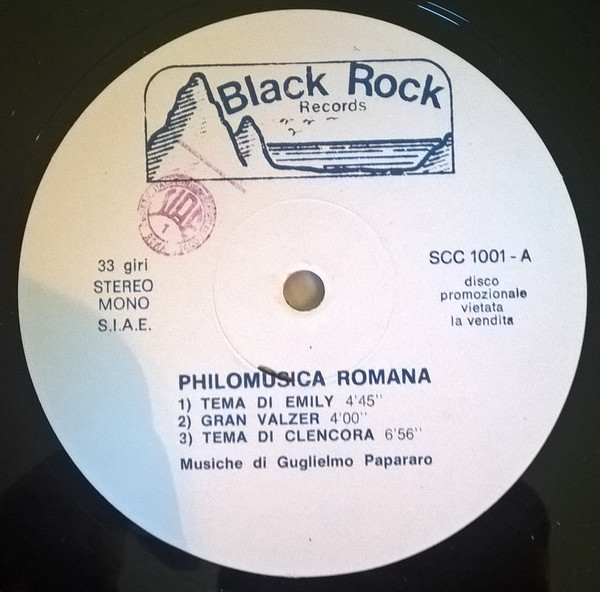 Black Rock
Records
33 giri
STEREO
MONO
S.I.A.E.
SCC 1001 - A
disco
promozionale
vietata
la vendita
PHILOMUSICA ROMANA
1) TEMA DI EMILY 4'45''
2) GRAN VALZER 4'00''
3) TEMA DI CLENCORA 6'56''
Musiche di Guglielmo Papararo